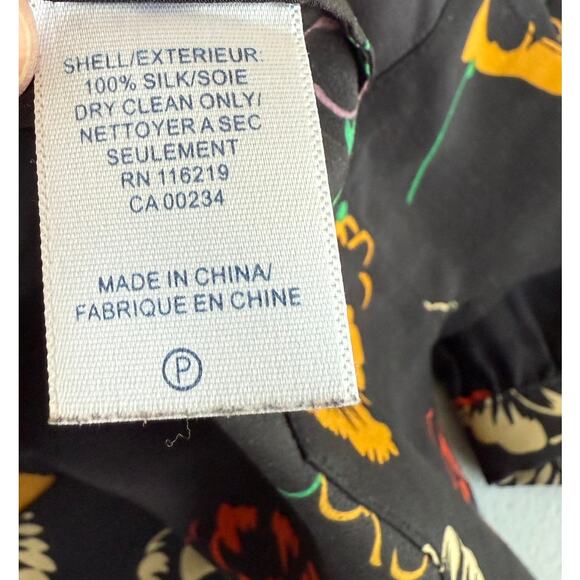 SHELL/EXTERIEUR:
100% SILK/SOIE
DRY CLEAN ONLY/
NETTOYER A SEC
SEULEMENT
RN 116219
CA 00234
MADE IN CHINA/
FABRIQUE EN CHINE
P